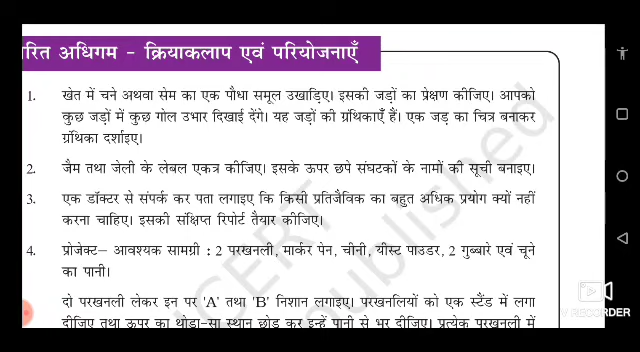 रित अधिगम - क्रियाकलाप एवं परियोजनाएँ
1. खेत में चने अथवा सेम का एक पौधा समूल उखाड़िए। इसकी जड़ों का प्रेक्षण कीजिए। आपको
कुछ जड़ों में कुछ गोल उभार दिखाई देंगे। यह जड़ों की ग्रंथिकाएँ हैं। एक जड़ का चित्र बनाकर
ग्रंथिका दर्शाइए।
2. जैम तथा जेली के लेबल एकत्र कीजिए। इसके ऊपर छपे संघटकों के नामों की सूची बनाइए।
3. एक डॉक्टर से संपर्क कर पता लगाइए कि किसी प्रतिजैविक का बहुत अधिक प्रयोग क्यों नहीं
करना चाहिए। इसकी संक्षिप्त रिपोर्ट तैयार कीजिए।
4. प्रोजेक्ट– आवश्यक सामग्री : 2 परखनली, मार्कर पेन, चीनी, यीस्ट पाउडर, 2 गुब्बारे एवं चूने
का पानी।
दो परखनली लेकर इन पर 'A' तथा 'B' निशान लगाइए। परखनलियों को एक स्टैंड में लगा
दीजिए तथा ऊपर का थोड़ा-सा स्थान छोड़ कर इन्हें पानी से भर दीजिए। प्रत्येक परखनली में
V RECORDER